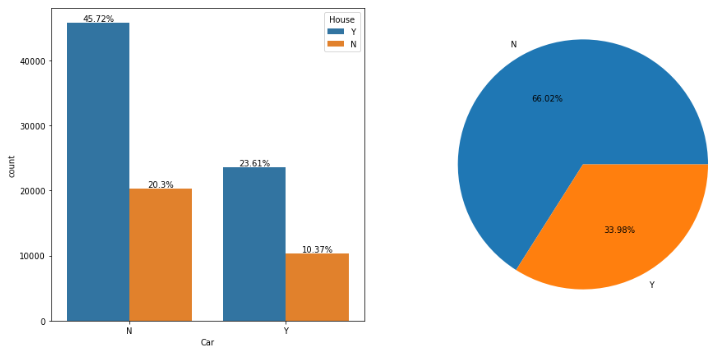 45.72%
House
Y
N
40000
30000
23.61%
20.3%
20000
10.37%
10000
0
count
N
Y
Car
N
66.02%
33.98%
Y